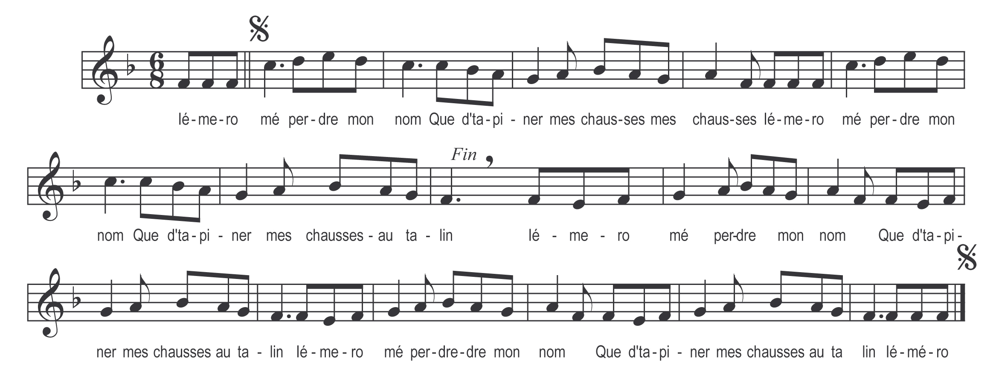 lé-me-ro mé per-dre mon nom Que d'ta-pi - ner mes chaus-ses mes chaus-ses lé-me-ro mé per-dre mon
Fin
nom Que d'ta-pi - ner mes chausses - au ta - lin lé - me - ro mé per-dre mon nom Que d'ta-pi-
ner mes chausses au ta - lin lé-me-ro mé per-dre-dre mon nom Que d'ta-pi - ner mes chausses au ta lin lé-mé-ro